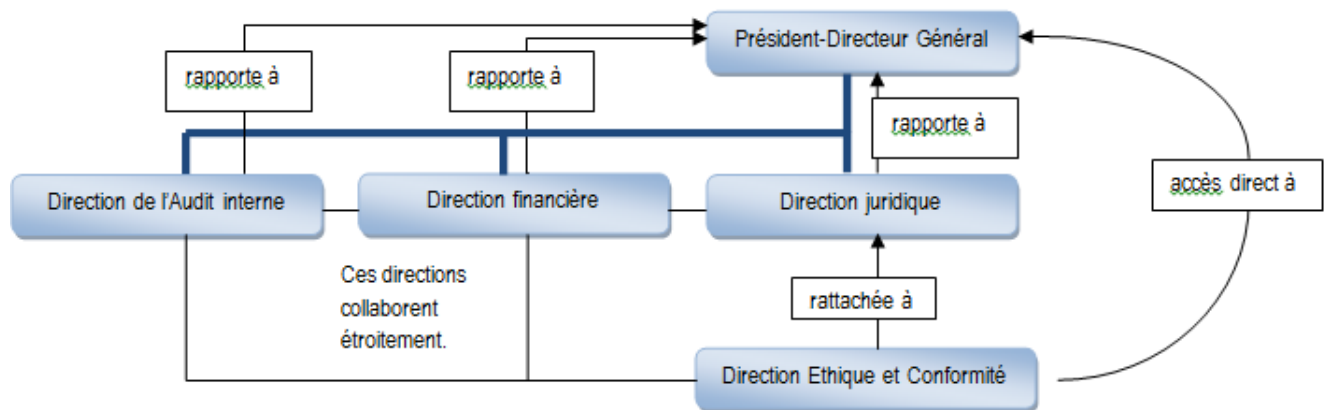 Président-Directeur Général
rapporte à
rapporte à
rapporte à
accès direct à
Direction de l'Audit interne
Direction financière
Direction juridique
Ces directions
collaborent
étroitement.
rattachée à
Direction Ethique et Conformité